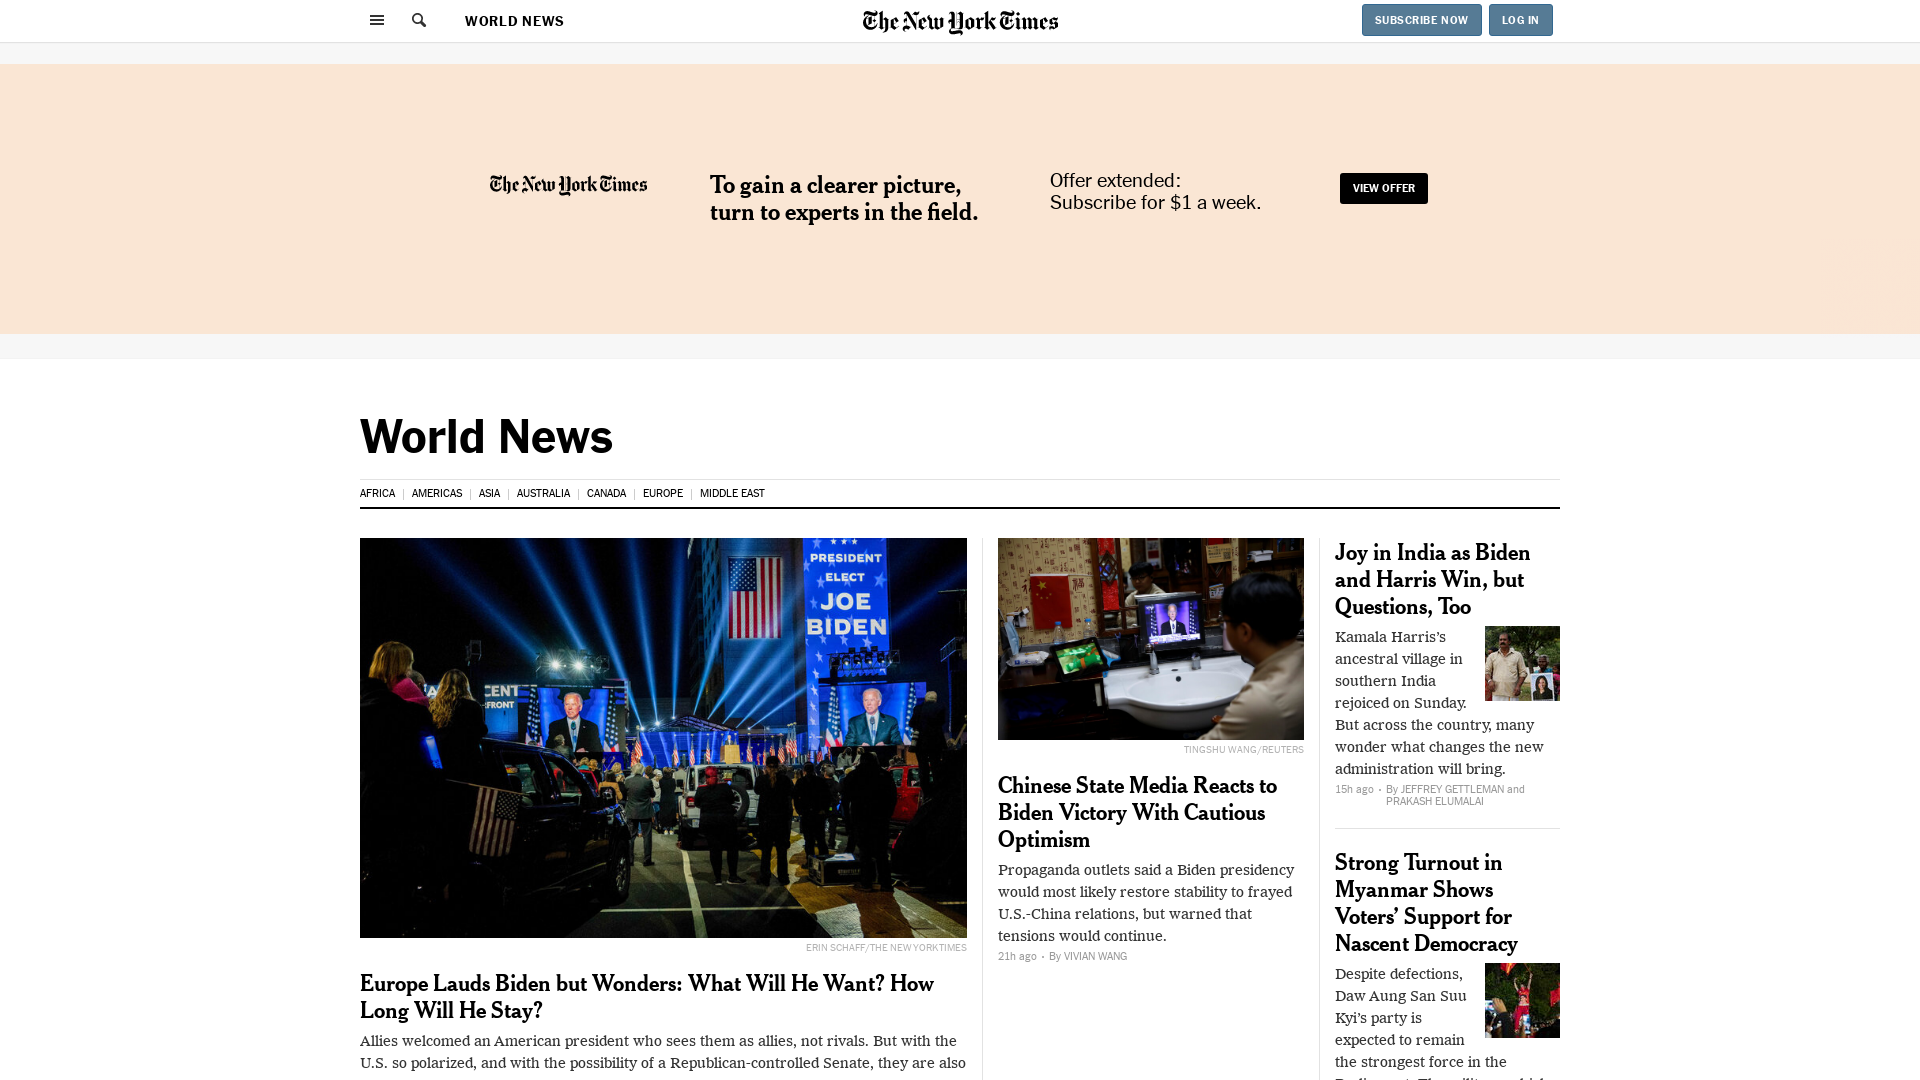 WORLD NEWS
The New York Times
SUBSCRIBE NOW
LOG IN
The New York Times
To gain a clearer picture,
turn to experts in the field.
Offer extended:
Subscribe for $1 a week.
VIEW OFFER
World News
AFRICA
AMERICAS
ASIA
AUSTRALIA
CANADA
EUROPE
MIDDLE EAST
PRESIDENT
ELECT
JOE
BIDEN
ERIN SCHAFF/THE NEW YORK TIMES
Europe Lauds Biden but Wonders: What Will He Want? How
Long Will He Stay?
Allies welcomed an American president who sees them as allies, not rivals. But with the
U.S. so polarized, and with the possibility of a Republican-controlled Senate, they are also
TINGSHU WANG/REUTERS
Chinese State Media Reacts to
Biden Victory With Cautious
Optimism
Propaganda outlets said a Biden presidency
would most likely restore stability to frayed
U.S.-China relations, but warned that
tensions would continue.
21h ago · By VIVIAN WANG
Joy in India as Biden
and Harris Win, but
Questions, Too
Kamala Harris’s
ancestral village in
southern India
rejoiced on Sunday.
But across the country, many
wonder what changes the new
administration will bring.
15h ago · By JEFFREY GETTLEMAN and
PRAKASH ELUMALAI
Strong Turnout in
Myanmar Shows
Voters’ Support for
Nascent Democracy
Despite defections,
Daw Aung San Suu
Kyi’s party is
expected to remain
the strongest force in the